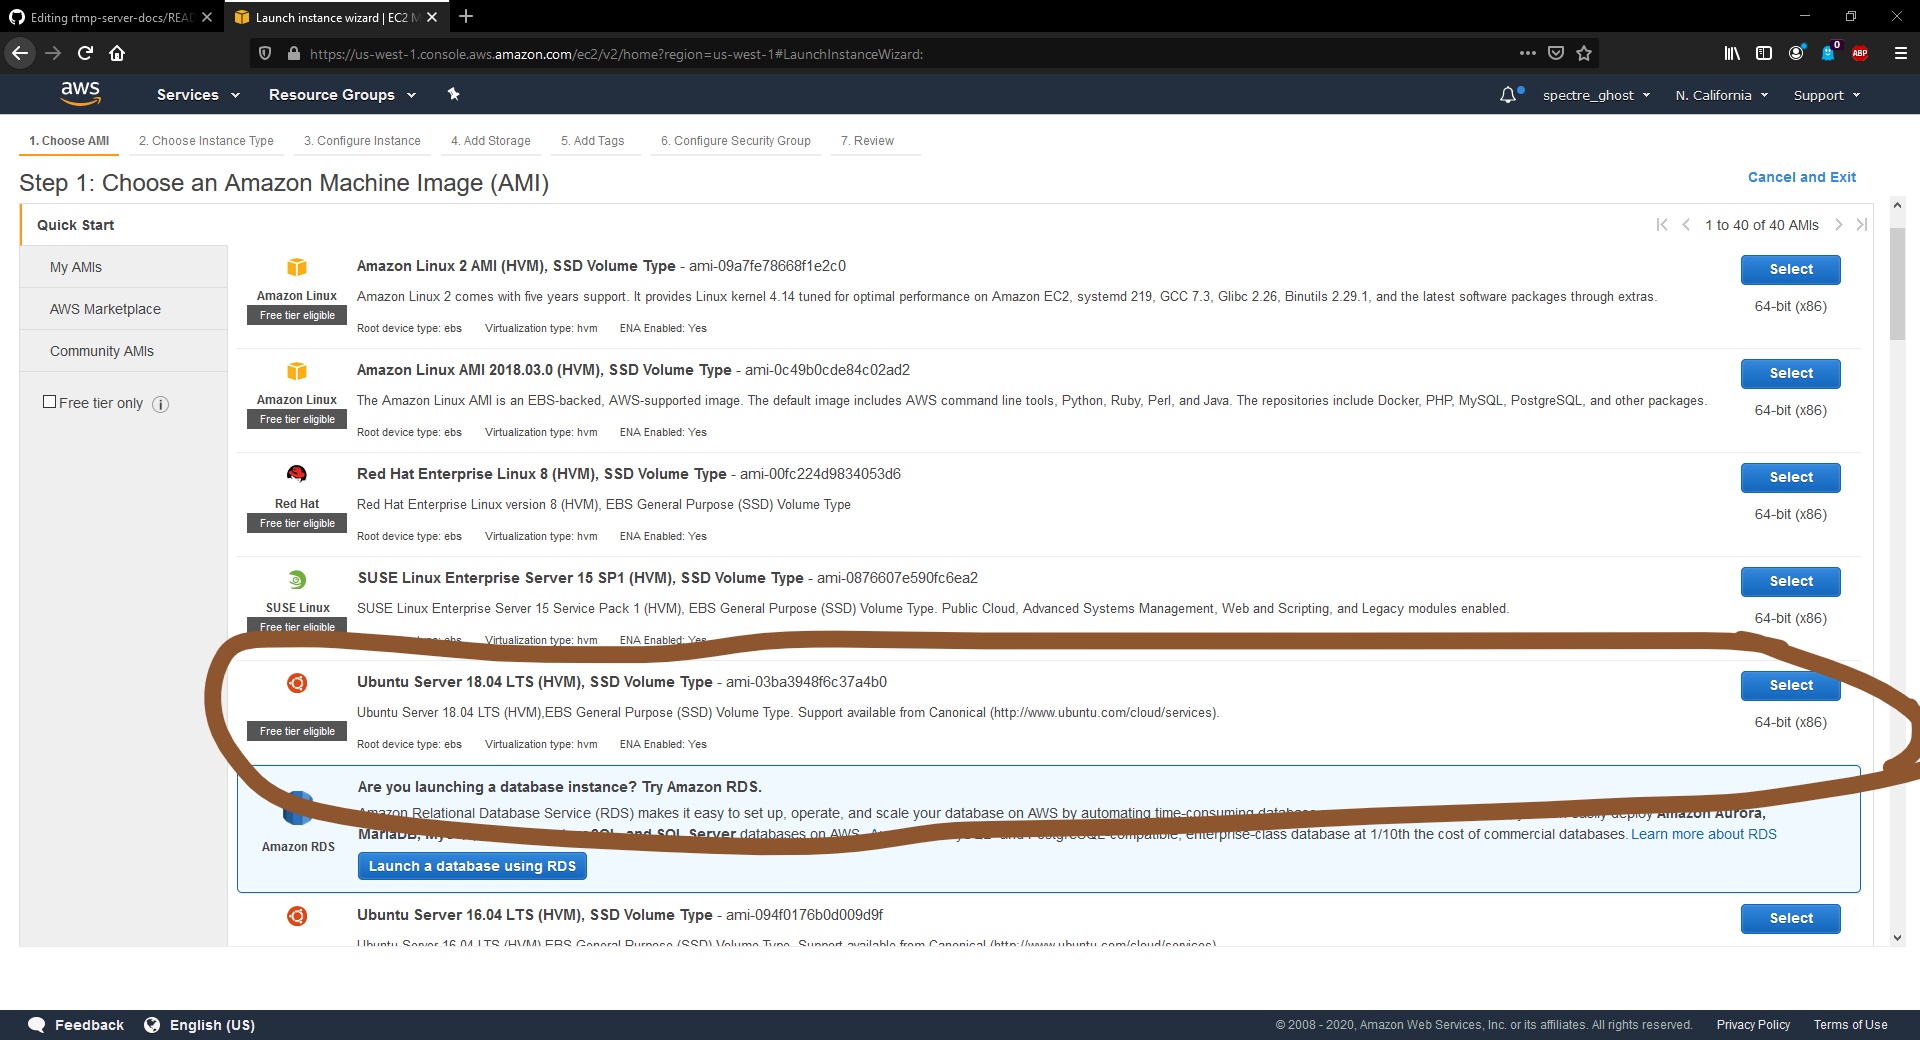 Editing rtmp-server-docs/REA
Launch instance wizard | EC2 M
https://us-west-1.console.aws.amazon.com/ec2/v2/home?region=us-west-1#LaunchInstanceWizard:
0
ABP
aws
Services
Resource Groups
spectre_ghost
N. California
Support
1. Choose AMI
2. Choose Instance Type
3. Configure Instance
4. Add Storage
5. Add Tags
6. Configure Security Group
7. Review
Step 1: Choose an Amazon Machine Image (AMI)
Cancel and Exit
Quick Start
My AMIs
AWS Marketplace
Community AMIs
Free tier only
i
1 to 40 of 40 AMIs
Amazon Linux
Free tier eligible
Amazon Linux 2 AMI (HVM), SSD Volume Type - ami-09a7fe78668f1e2c0
Amazon Linux 2 comes with five years support. It provides Linux kernel 4.14 tuned for optimal performance on Amazon EC2, systemd 219, GCC 7.3, Glibc 2.26, Binutils 2.29.1, and the latest software packages through extras.
Root device type: ebs Virtualization type: hvm ENA Enabled: Yes
Select
64-bit (x86)
Amazon Linux
Free tier eligible
Amazon Linux AMI 2018.03.0 (HVM), SSD Volume Type - ami-0c49b0cde84c02ad2
The Amazon Linux AMI is an EBS-backed, AWS-supported image. The default image includes AWS command line tools, Python, Ruby, Perl, and Java. The repositories include Docker, PHP, MySQL, PostgreSQL, and other packages.
Root device type: ebs Virtualization type: hvm ENA Enabled: Yes
Select
64-bit (x86)
Red Hat
Free tier eligible
Red Hat Enterprise Linux 8 (HVM), SSD Volume Type - ami-00fc224d9834053d6
Red Hat Enterprise Linux version 8 (HVM), EBS General Purpose (SSD) Volume Type
Root device type: ebs Virtualization type: hvm ENA Enabled: Yes
Select
64-bit (x86)
SUSE Linux
Free tier eligible
SUSE Linux Enterprise Server 15 SP1 (HVM), SSD Volume Type - ami-0876607e590fc6ea2
SUSE Linux Enterprise Server 15 Service Pack 1 (HVM), EBS General Purpose (SSD) Volume Type. Public Cloud, Advanced Systems Management, Web and Scripting, and Legacy modules enabled.
ebs Virtualization type: hvm ENA Enabled: Yes
Select
64-bit (x86)
Free tier eligible
Ubuntu Server 18.04 LTS (HVM), SSD Volume Type - ami-03ba3948f6c37a4b0
Ubuntu Server 18.04 LTS (HVM),EBS General Purpose (SSD) Volume Type. Support available from Canonical (http://www.ubuntu.com/cloud/services).
Root device type: ebs Virtualization type: hvm ENA Enabled: Yes
Select
64-bit (x86)
Amazon RDS
Are you launching a database instance? Try Amazon RDS.
Amazon Relational Database Service (RDS) makes it easy to set up, operate, and scale your database on AWS by automating time-consuming database easily deploy Amazon Aurora,
MariaDB, and SQL Server databases on AWS. compatible, enterprise-class database at 1/10th the cost of commercial databases. Learn more about RDS
Launch a database using RDS
Ubuntu Server 16.04 LTS (HVM), SSD Volume Type - ami-094f0176b0d009d9f
Ubuntu Server 16.04 LTS (HVM),EBS General Purpose (SSD) Volume Type. Support available from Canonical (http://www.ubuntu.com/cloud/services).
Select
Feedback
English (US)
© 2008 - 2020, Amazon Web Services, Inc. or its affiliates. All rights reserved.
Privacy Policy
Terms of Use